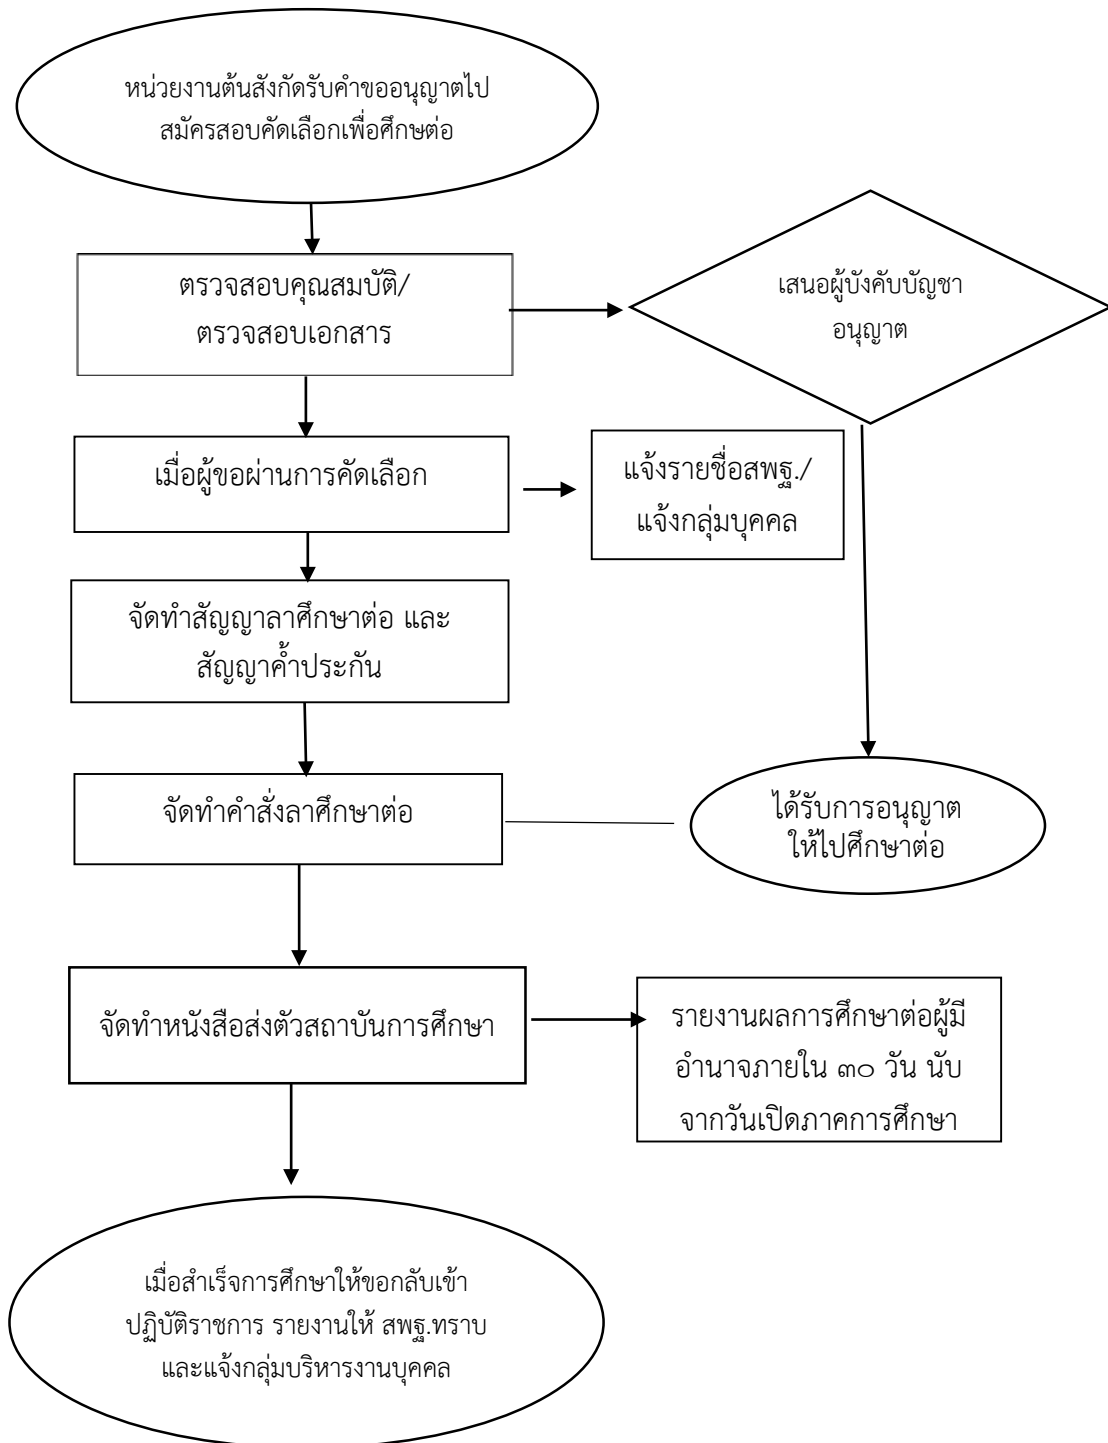 หน่วยงานต้นสังกัดรับคำขออนุญาตไป
สมัครสอบคัดเลือกเพื่อศึกษต่อ
ตรวจสอบคุณสมบัติ/
ตรวจสอบเอกสาร
เสนอผู้บังคับบัญชา
อนุญาต
เมื่อผู้ขอผ่านการคัดเลือก
แจ้งรายชื่อสพฐ./
แจ้งกลุ่มบุคคล
จัดทำสัญญาลาศึกษาต่อ และ
สัญญาค้ำประกัน
จัดทำคำสั่งลาศึกษาต่อ
ได้รับการอนุญาต
ให้ไปศึกษาต่อ
จัดทำหนังสือส่งตัวสถาบันการศึกษา
รายงานผลการศึกษาต่อผู้มี
อำนาจภายใน ๓๐ วัน นับ
จากวันเปิดภาคการศึกษา
เมื่อสำเร็จการศึกษาให้ขอกลับเข้า
ปฏิบัติราชการ รายงานให้ สพฐ.ทราบ
และแจ้งกลุ่มบริหารงานบุคคล